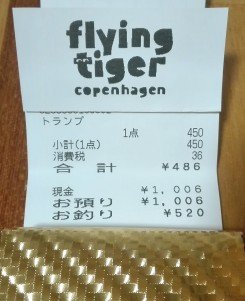 flying
tiger
copenhagen
トランプ
1点 450
小計(1点) 450
消費税 36
合 計 ¥486
現金 ¥1,006
お預り ¥1,006
お釣り ¥520